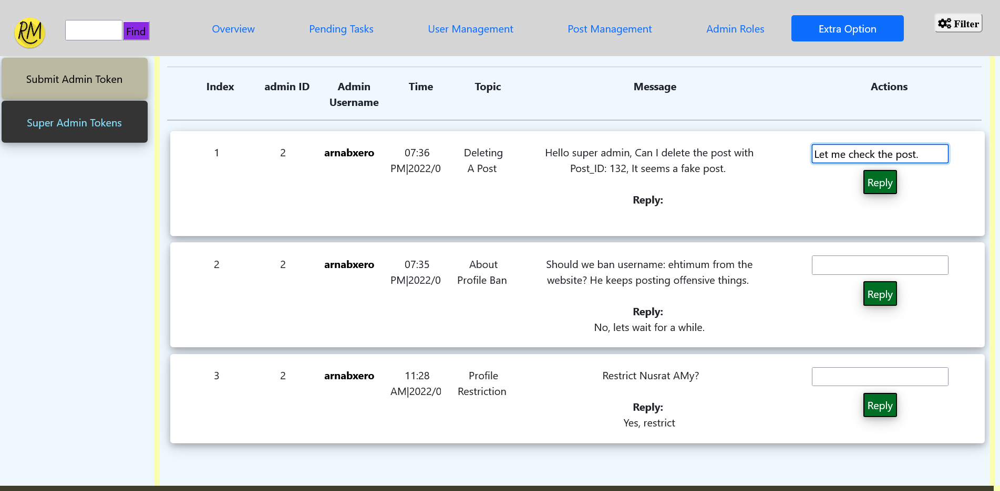 RM
Find
Overview
Pending Tasks
User Management
Post Management
Admin Roles
Extra Option
Filter
Submit Admin Token
Super Admin Tokens
Index
admin ID
Admin
Username
Time
Topic
Message
Actions
1
2
arnabxero
07:36
PM|2022/0
Deleting
A Post
Hello super admin, Can I delete the post with
Post_ID: 132, It seems a fake post.
Reply:
Let me check the post.
Reply
2
2
arnabxero
07:35
PM|2022/0
About
Profile Ban
Should we ban username: ehtimum from the
website? He keeps posting offensive things.
Reply:
No, lets wait for a while.
Reply
3
2
arnabxero
11:28
AM|2022/0
Profile
Restriction
Restrict Nusrat AMy?
Reply:
Yes, restrict
Reply